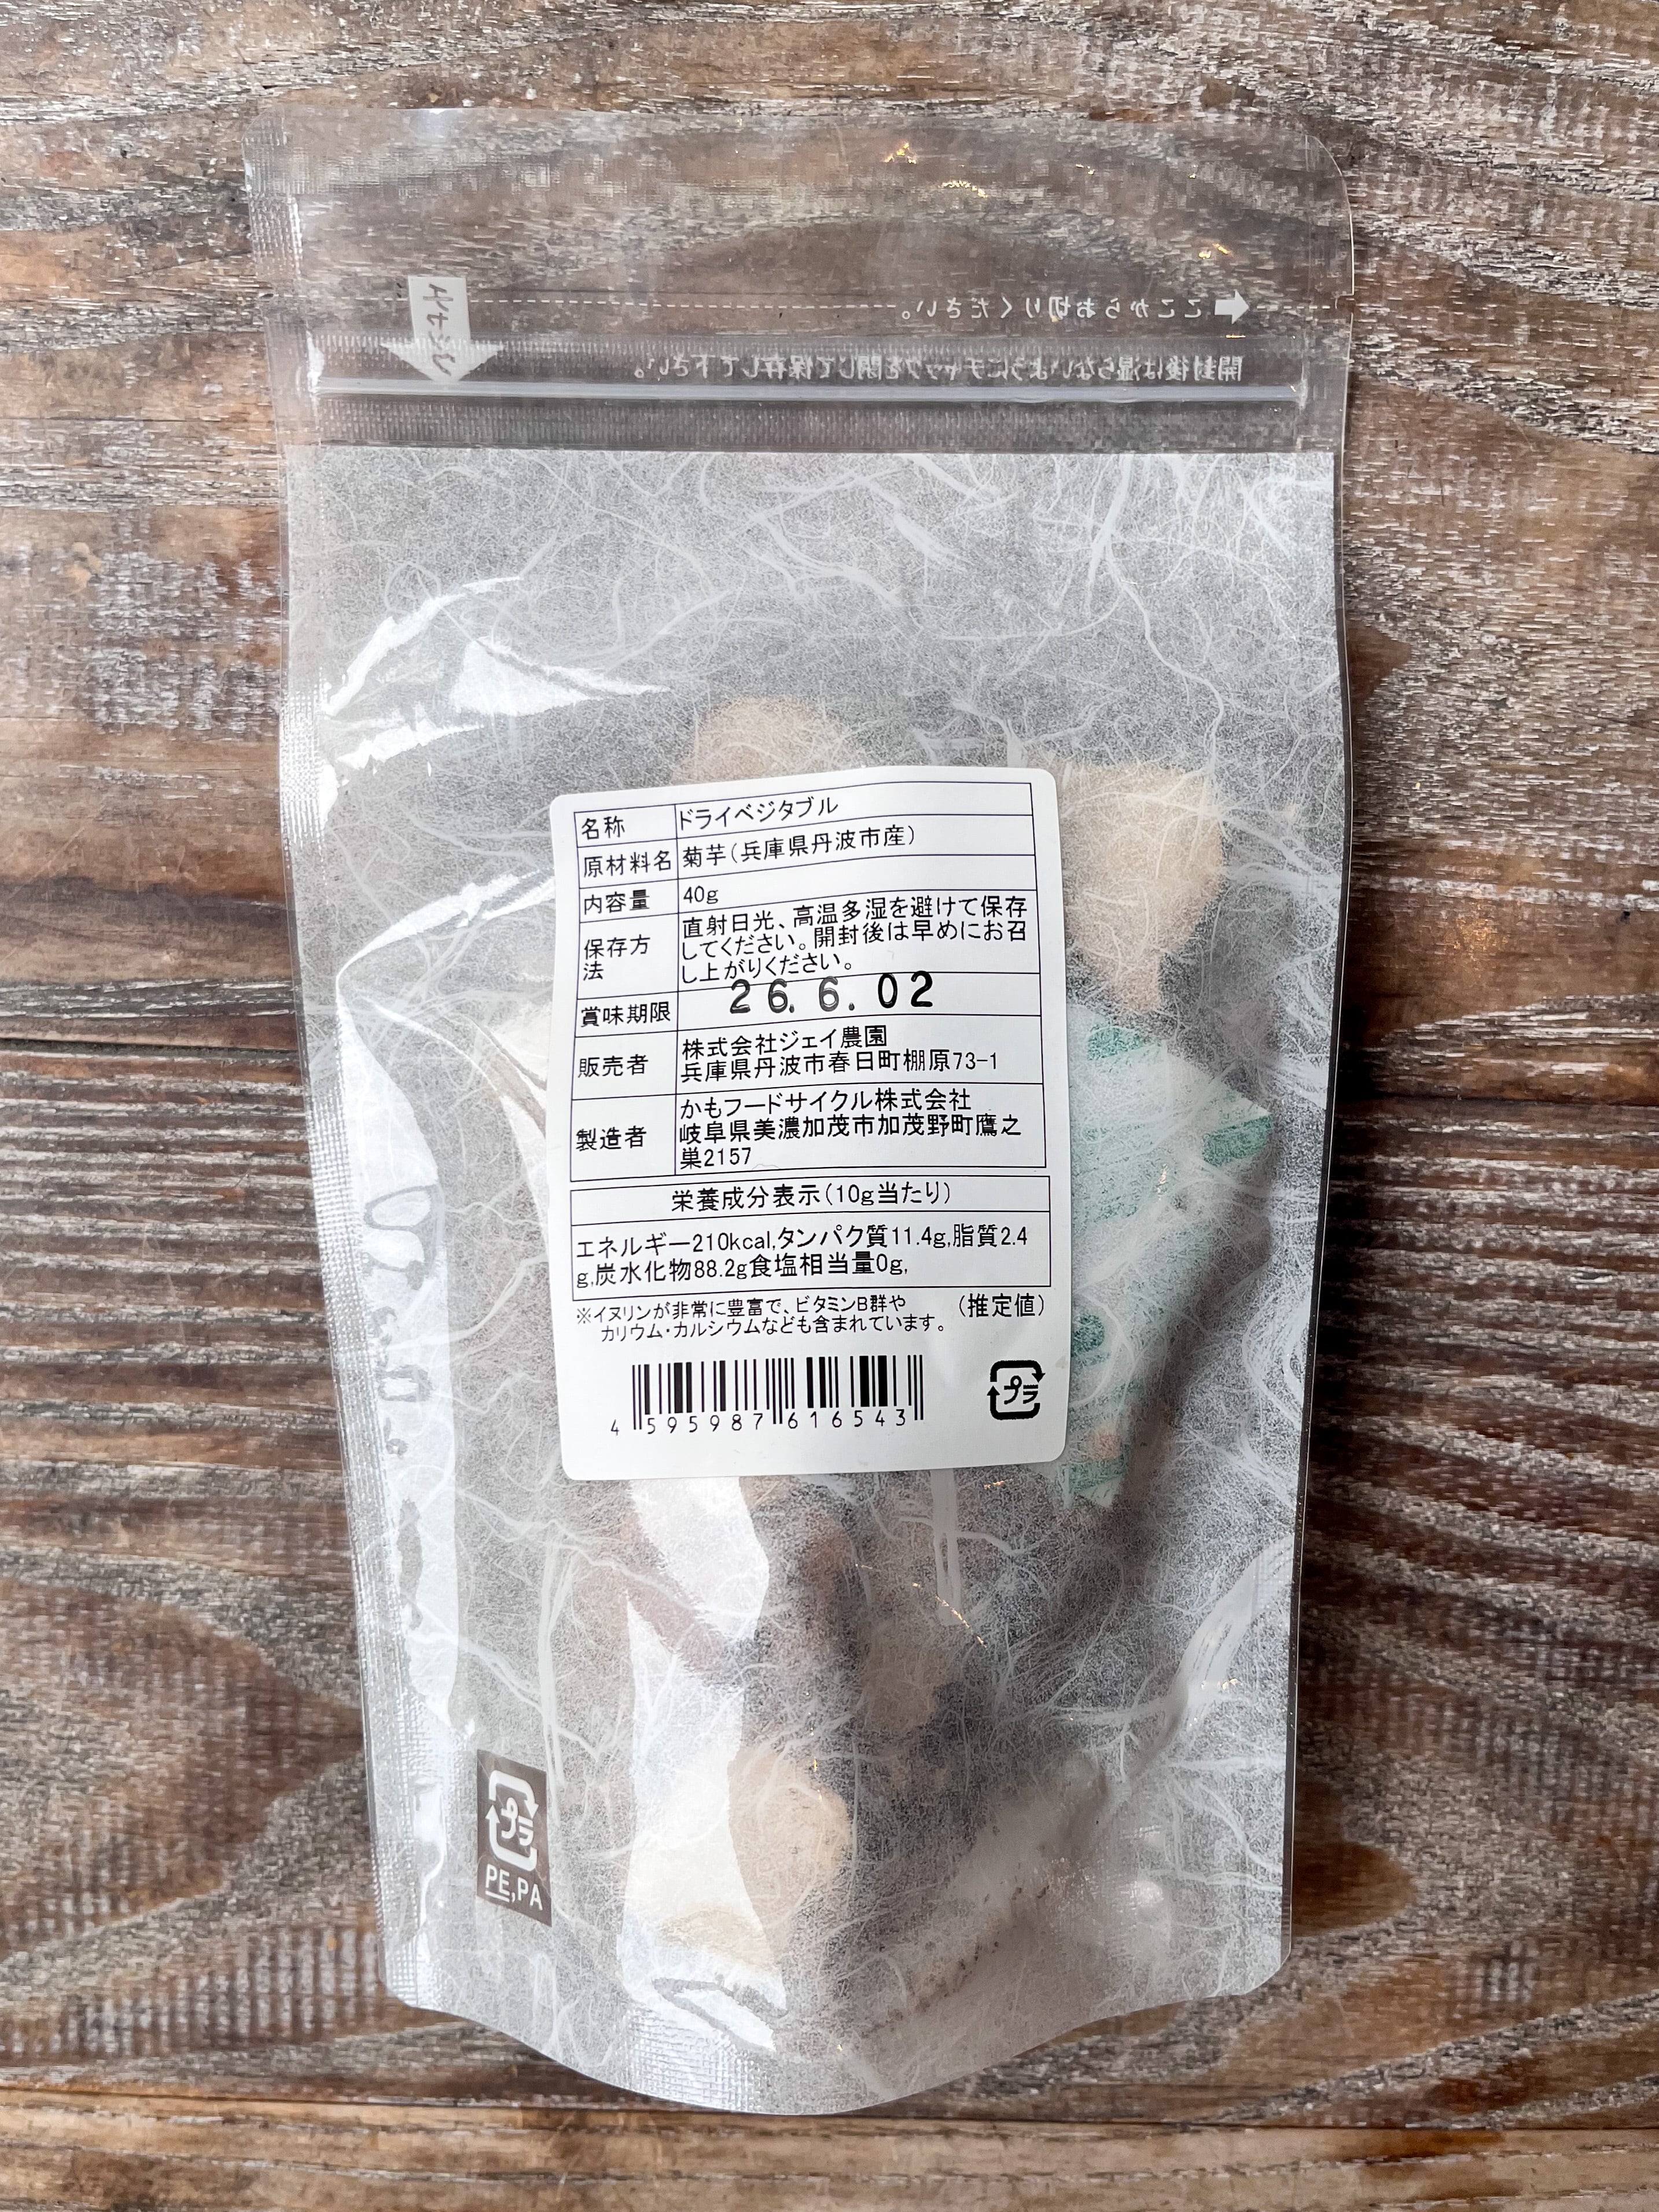 チャック
ここからお切りください。
開封後は湿らないようにチャックを閉じて保存して下さい。
名称 ドライベジタブル
原材料名 菊芋(兵庫県丹波市産)
内容量 40g
保存方法 直射日光、高温多湿を避けて保存
してください。開封後は早めにお召
し上がりください。
賞味期限 26.6.02
販売者 株式会社ジェイ農園
兵庫県丹波市春日町棚原73-1
製造者 かもフードサイクル株式会社
岐阜県美濃加茂市加茂野町鷹之
巣2157
栄養成分表示(10g当たり)
エネルギー210kcal,タンパク質11.4g,脂質2.4
g,炭水化物88.2g食塩相当量0g,
(推定値)
※イヌリンが非常に豊富で、ビタミンB群や
カリウム・カルシウムなども含まれています。
4 595987 616543
プラ
プラ
PE,PA